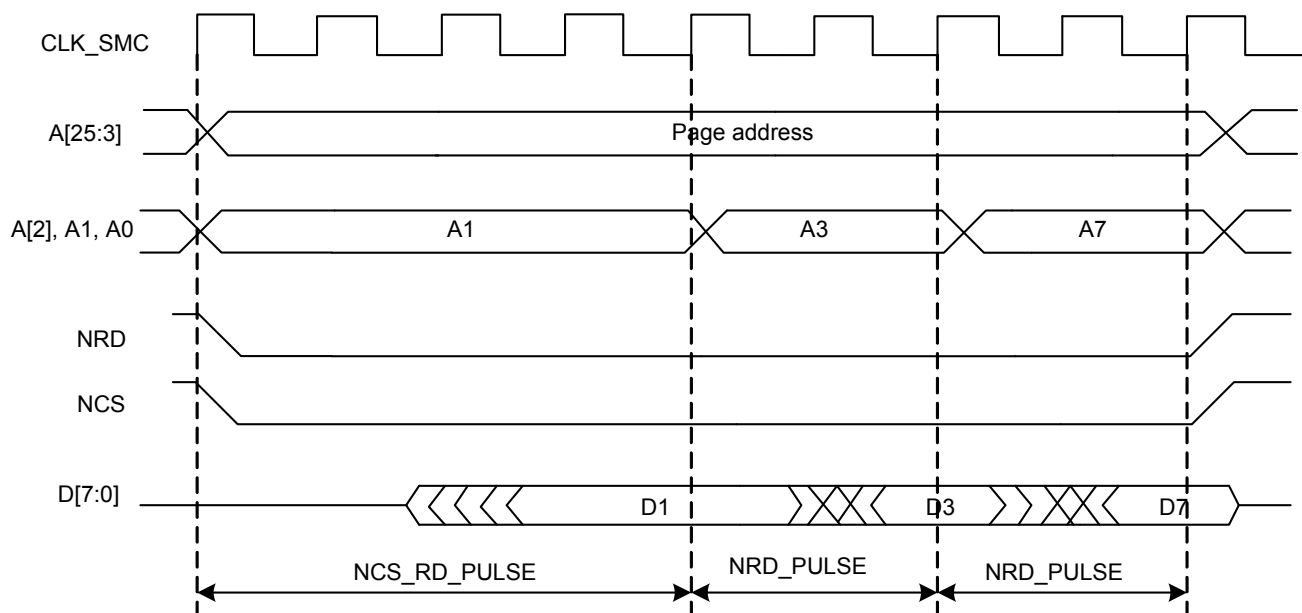 CLK_SMC
A[25:3]
Page address
A[2], A1, A0
A1
A3
A7
NRD
NCS
D[7:0]
D1
D3
D7
NCS_RD_PULSE
NRD_PULSE
NRD_PULSE